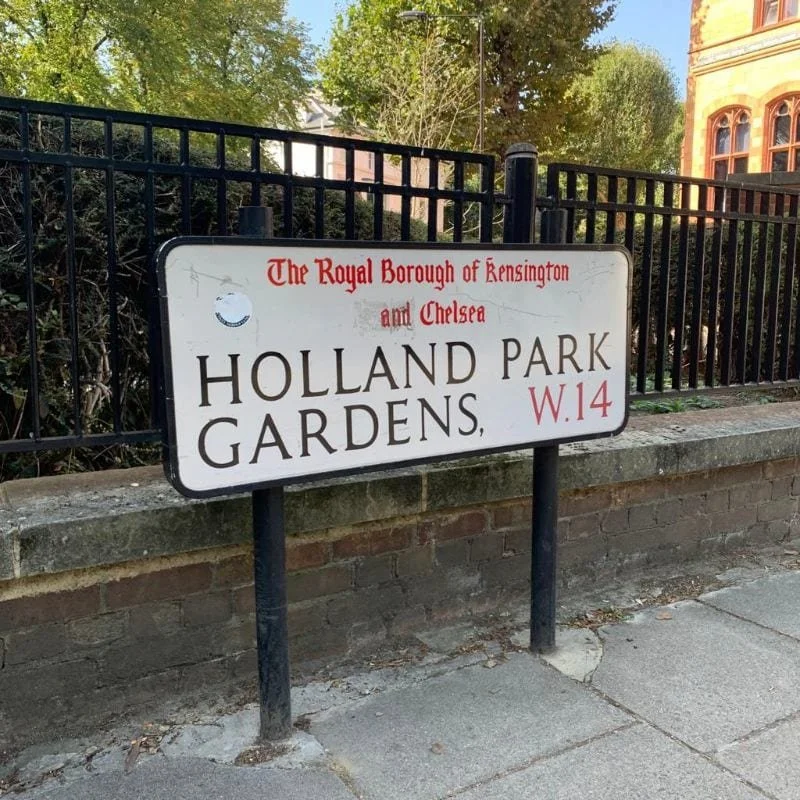 The Royal Borough of Kensington
and Chelsea
HOLLAND PARK
GARDENS, W.14